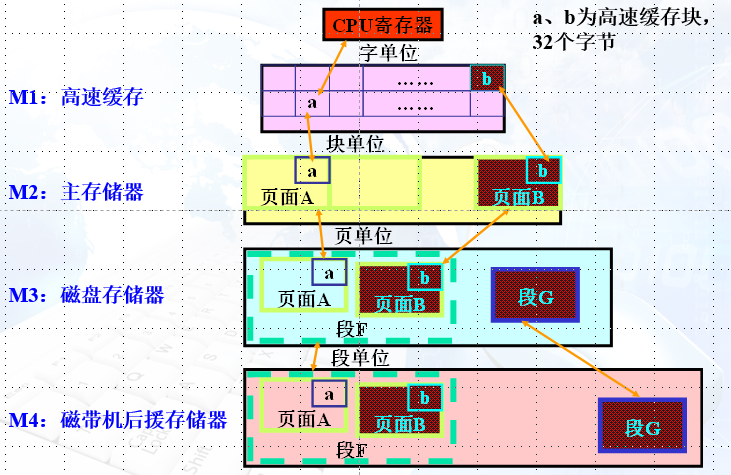 CPU寄存器
a、b为高速缓存块，
32个字节
字单位
M1：高速缓存
…… b
a ……
块单位
M2：主存储器
a b
页面A 页面B
页单位
M3：磁盘存储器
a b
页面A 页面B 段G
段F
段单位
M4：磁带机后援存储器
a b
页面A 页面B 段G
段F